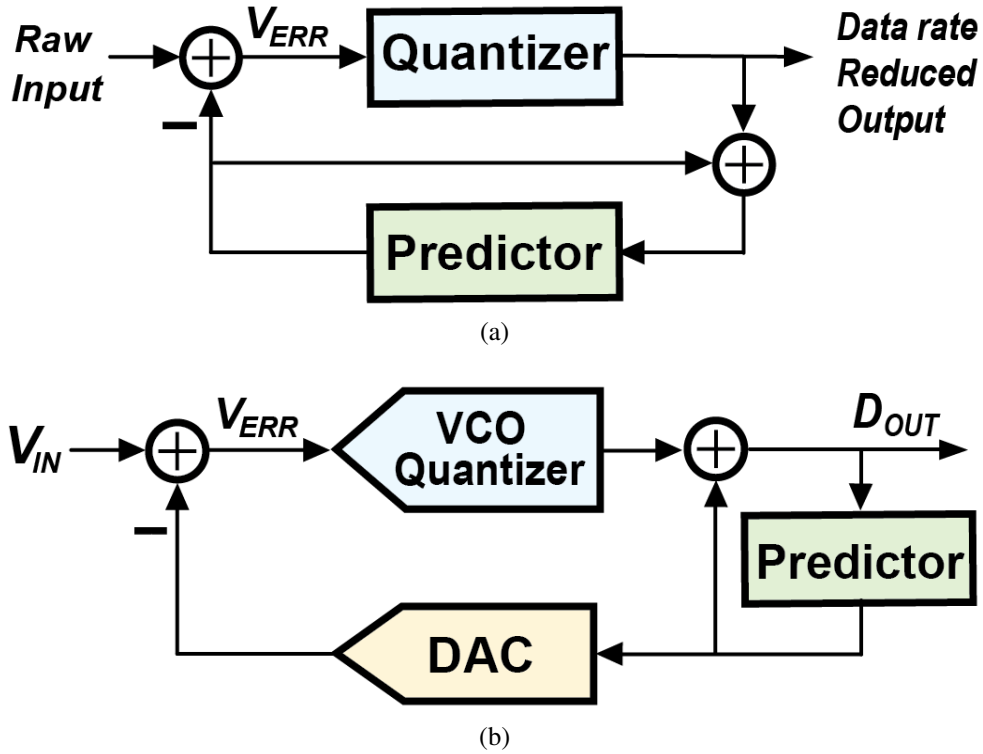 Raw
Input
V_ERR
Quantizer
Data rate
Reduced
Output
−
Predictor
(a)
V_IN
V_ERR
VCO
Quantizer
D_OUT
−
Predictor
DAC
(b)